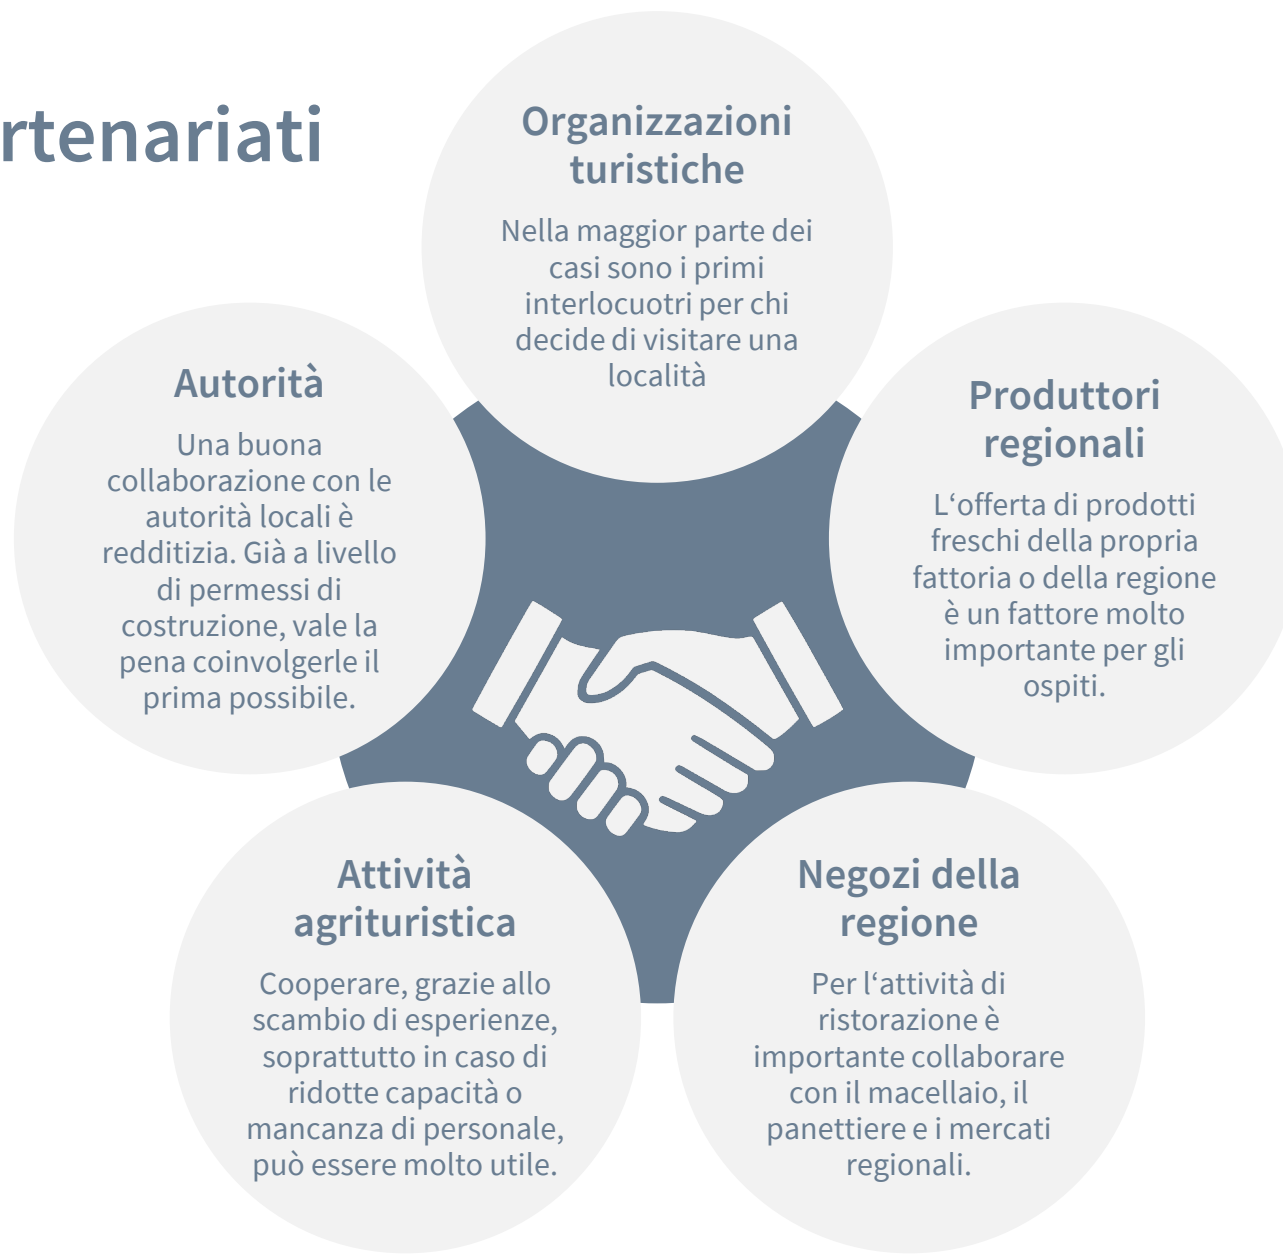 rtenariati
Organizzazioni
turistiche
Nella maggior parte dei
casi sono i primi
interlocuotri per chi
decide di visitare una
località
Autorità
Una buona
collaborazione con le
autorità locali è
redditizia. Già a livello
di permessi di
costruzione, vale la
pena coinvolgerle il
prima possibile.
Produttori
regionali
L‘offerta di prodotti
freschi della propria
fattoria o della regione
è un fattore molto
importante per gli
ospiti.
Attività
agrituristica
Cooperare, grazie allo
scambio di esperienze,
soprattutto in caso di
ridotte capacità o
mancanza di personale,
può essere molto utile.
Negozi della
regione
Per l‘attività di
ristorazione è
importante collaborare
con il macellaio, il
panettiere e i mercati
regionali.